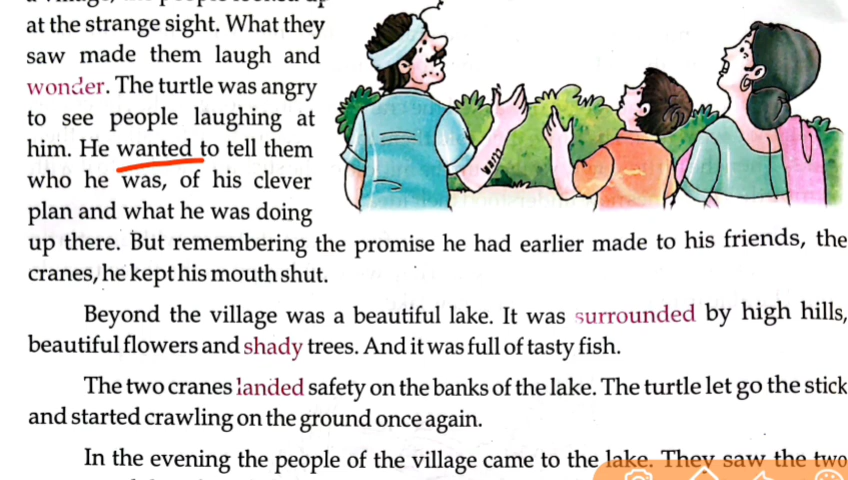 at the strange sight. What they
saw made them laugh and
wonder. The turtle was angry
to see people laughing at
him. He wanted to tell them
who he was, of his clever
plan and what he was doing
up there. But remembering the promise he had earlier made to his friends, the
cranes, he kept his mouth shut.
Beyond the village was a beautiful lake. It was surrounded by high hills,
beautiful flowers and shady trees. And it was full of tasty fish.
The two cranes landed safety on the banks of the lake. The turtle let go the stick
and started crawling on the ground once again.
In the evening the people of the village came to the lake. They saw the two